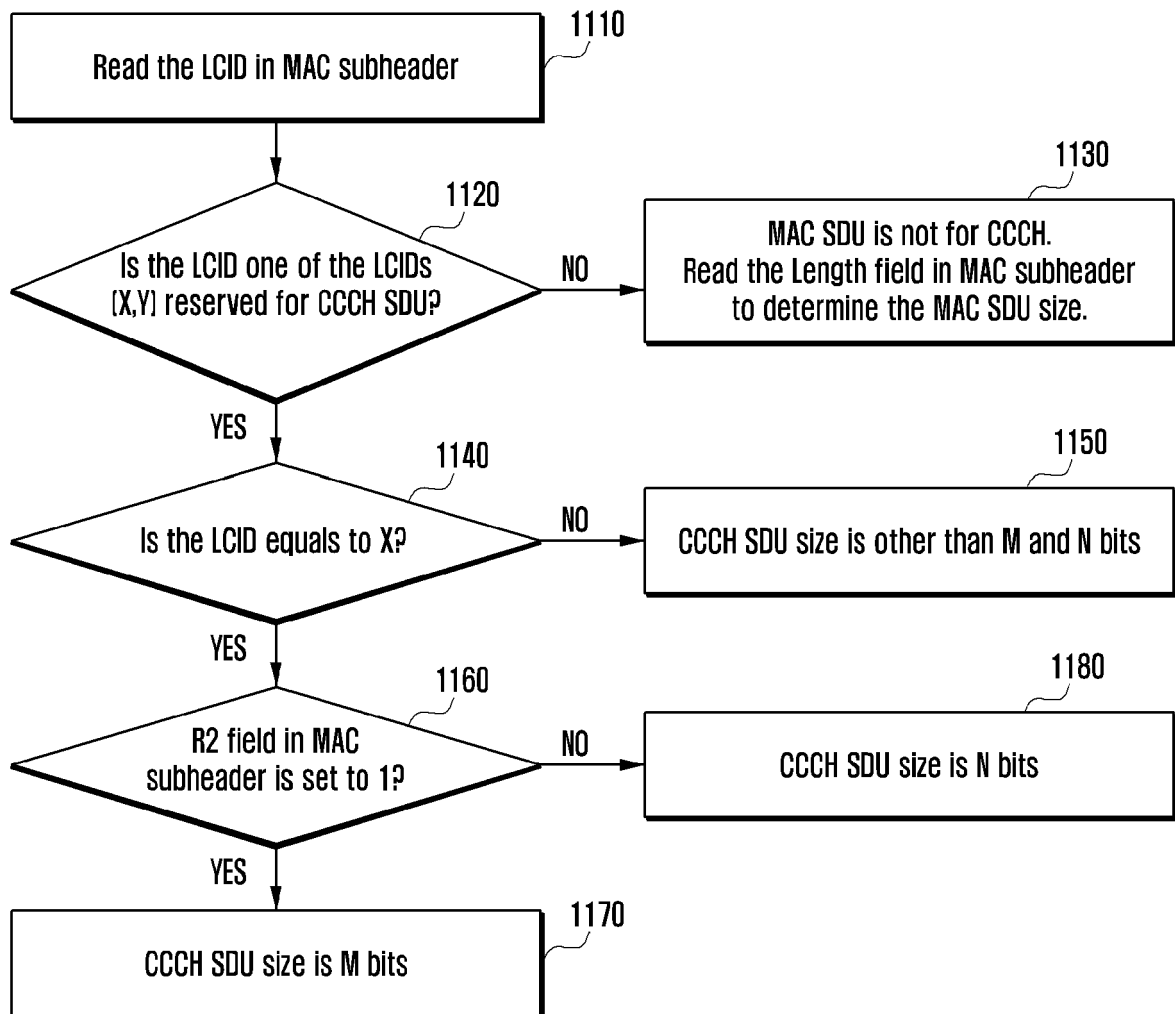 1110
Read the LCID in MAC subheader
1120
Is the LCID one of the LCIDs
[X,Y] reserved for CCCH SDU?
NO
1130
MAC SDU is not for CCCH.
Read the Length field in MAC subheader
to determine the MAC SDU size.
YES
1140
Is the LCID equals to X?
NO
1150
CCCH SDU size is other than M and N bits
YES
1160
R2 field in MAC
subheader is set to 1?
NO
1180
CCCH SDU size is N bits
YES
1170
CCCH SDU size is M bits